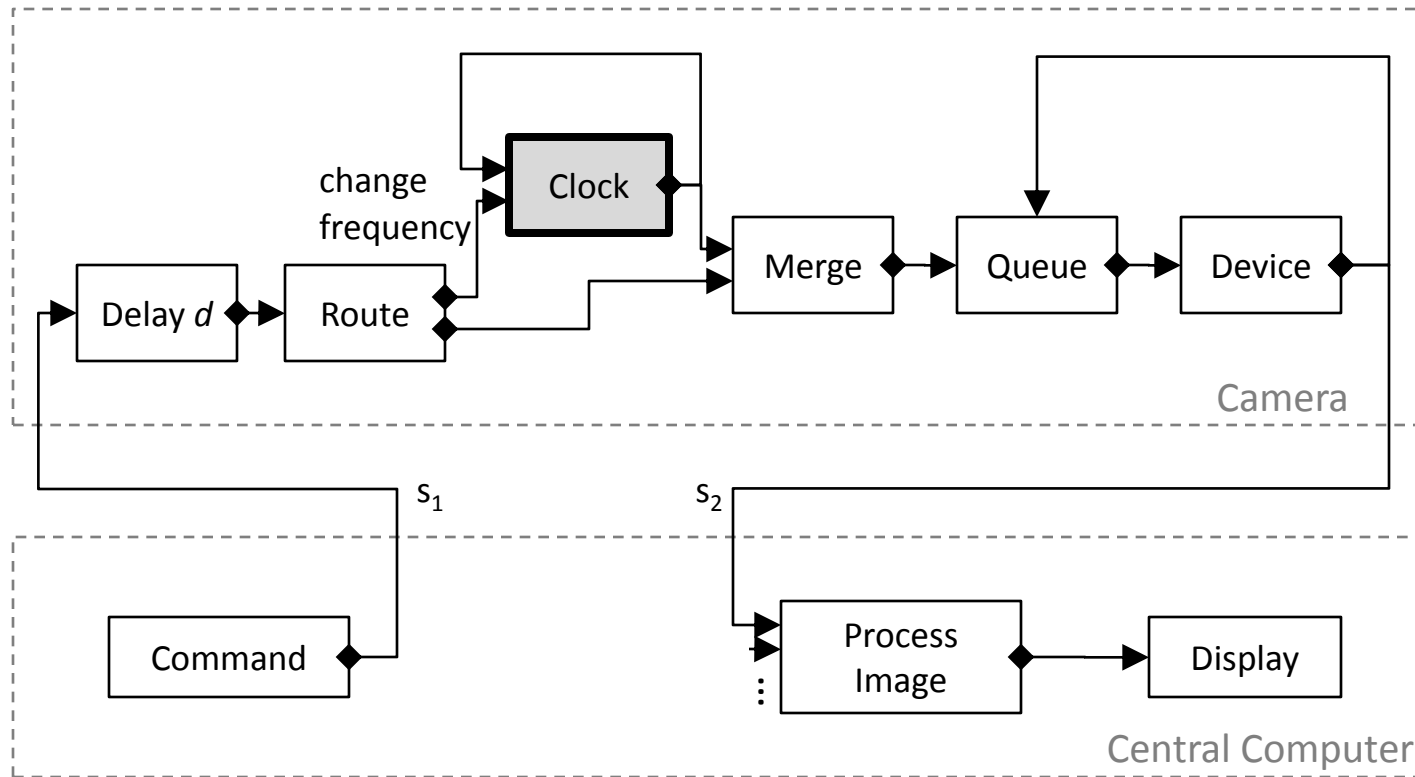 Clock
change
frequency
Merge
Queue
Device
Delay d
Route
Camera
s₁
s₂
Command
Process
Image
Display
...
Central Computer